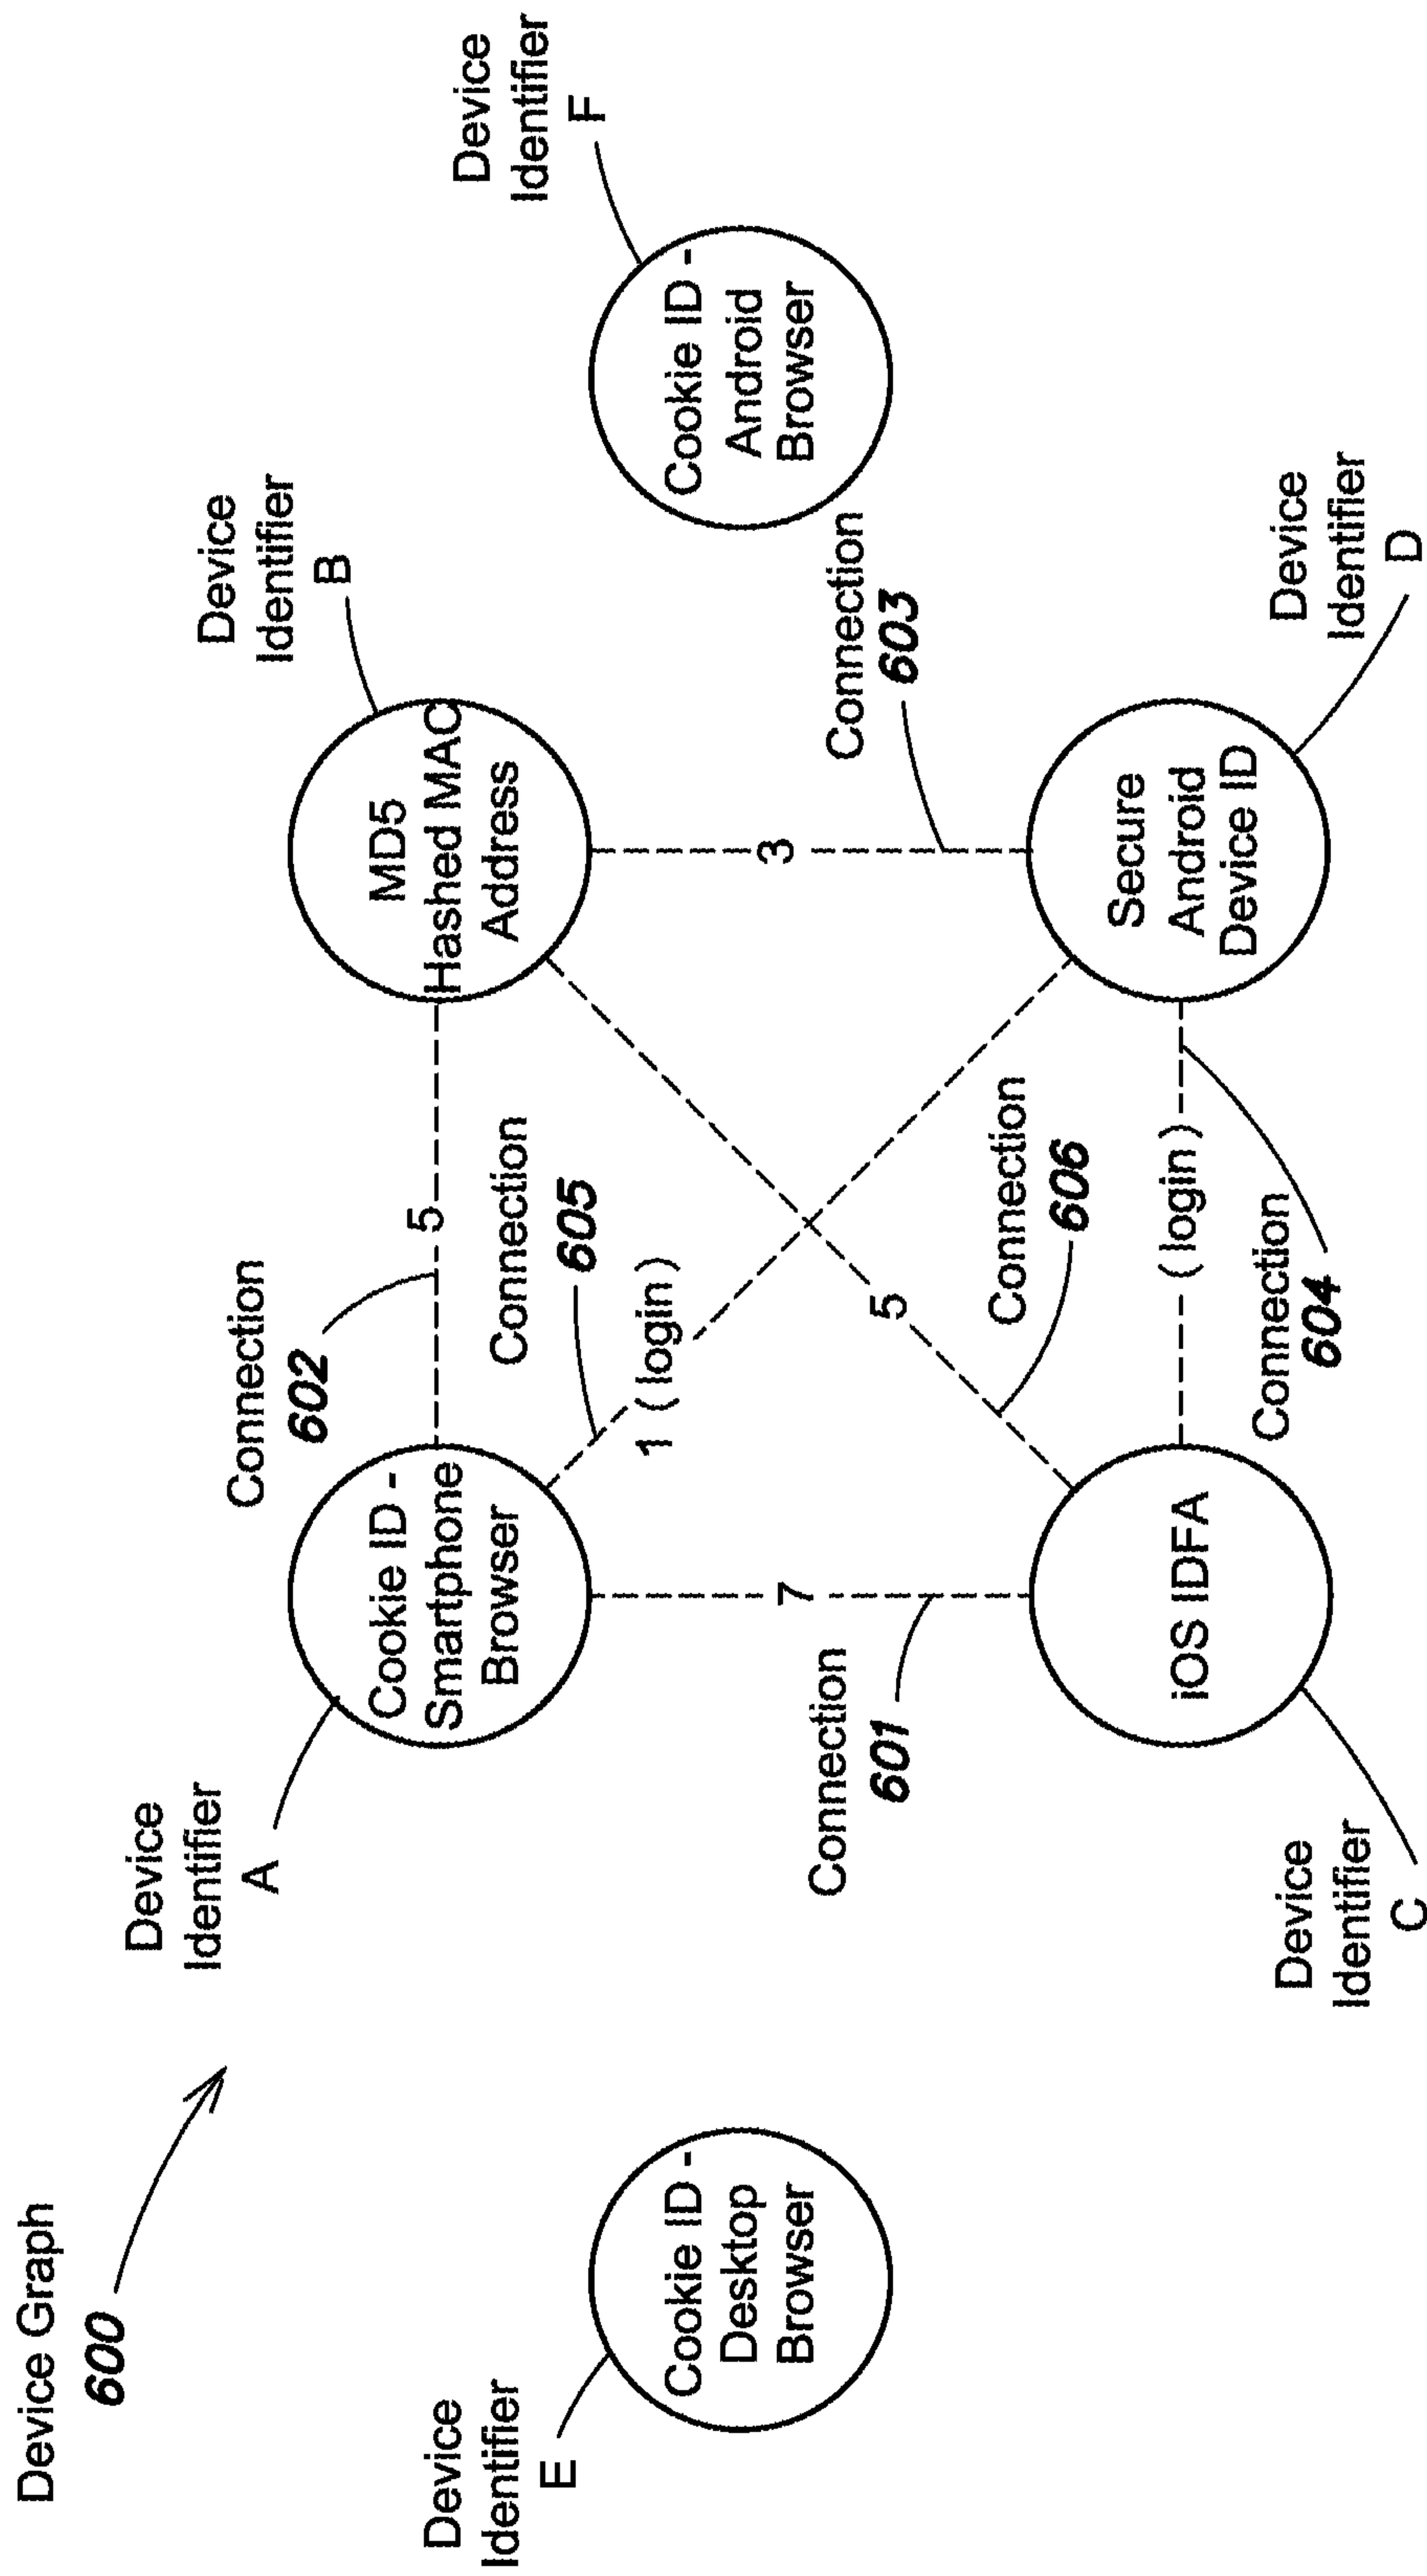 Device Graph
600
Device
Identifier
A
Cookie ID -
Smartphone
Browser
Connection
602
5
Device
Identifier
B
MD5
Hashed MAC
Address
Device
Identifier
E
Cookie ID -
Desktop
Browser
Connection
605
1 ( login )
Device
Identifier
F
Cookie ID -
Android
Browser
Connection
601
7
5
Connection
606
3
Connection
603
Device
Identifier
C
iOS IDFA
( login )
Connection
604
Secure
Android
Device ID
Device
Identifier
D